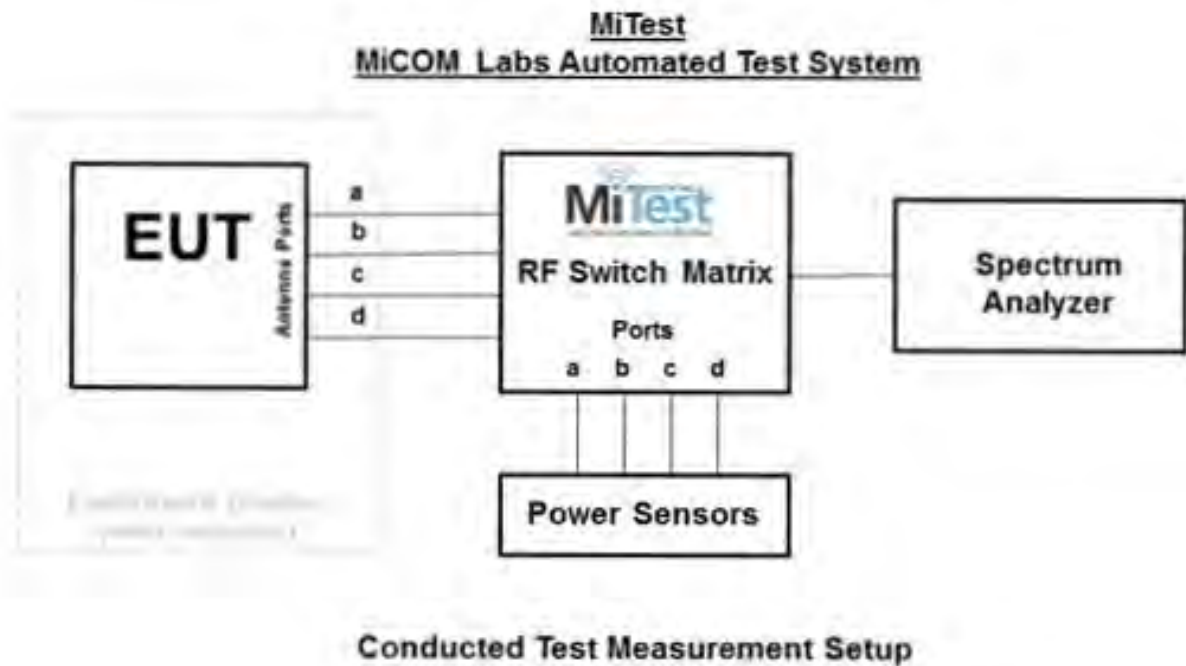 MiTest
MiCOM Labs Automated Test System
EUT
Antenna Ports
a
b
c
d
MiTest
RF Switch Matrix
Ports
a b c d
Spectrum
Analyzer
Power Sensors
Conducted Test Measurement Setup